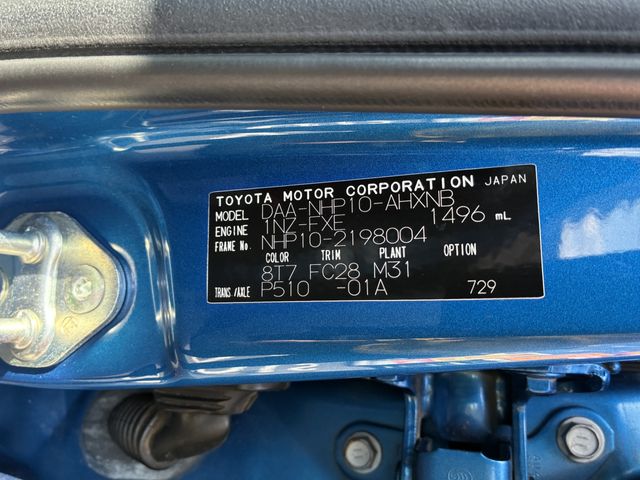 TOYOTA MOTOR CORPORATION JAPAN
MODEL DAA-NHP10-AHXNB
ENGINE 1NZ-FXE 1496 mL
FRAME No. NHP10-2198004
COLOR TRIM PLANT OPTION
8T7 FC28 M31
TRANS/AXLE P510 -01A 729